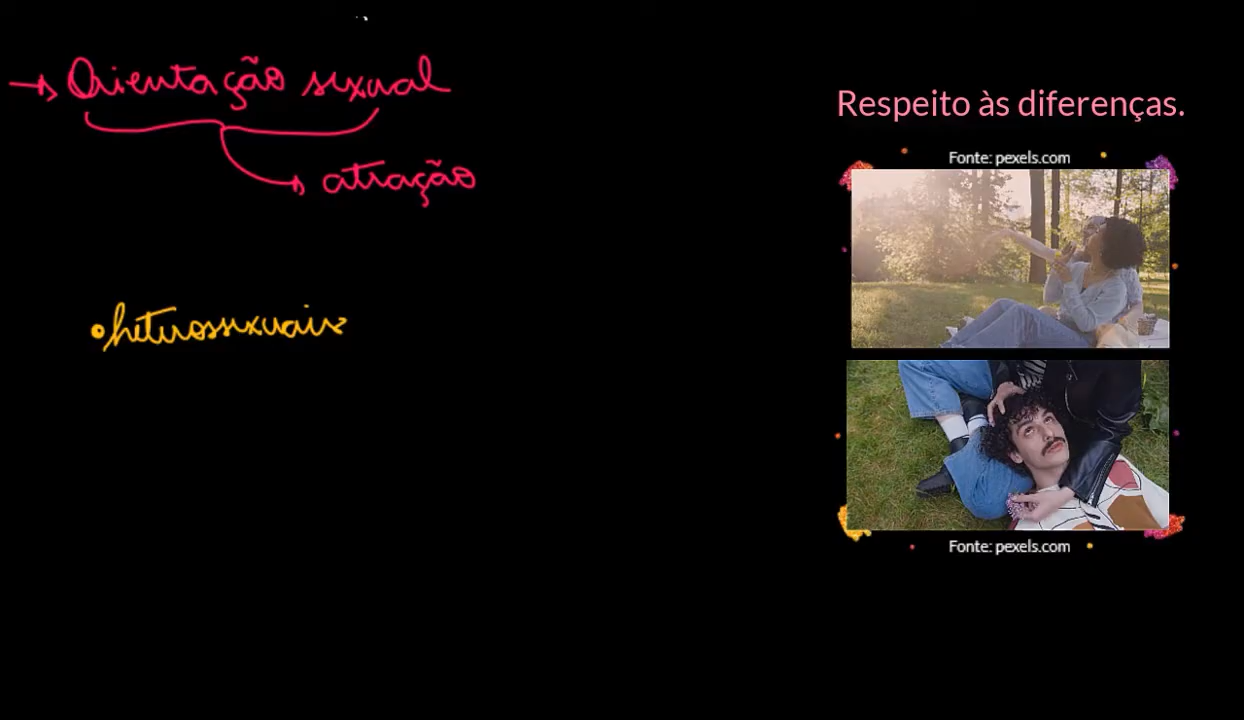 → Orientação sexual
→ atração
• heterossexuais
Respeito às diferenças.
Fonte: pexels.com
Fonte: pexels.com